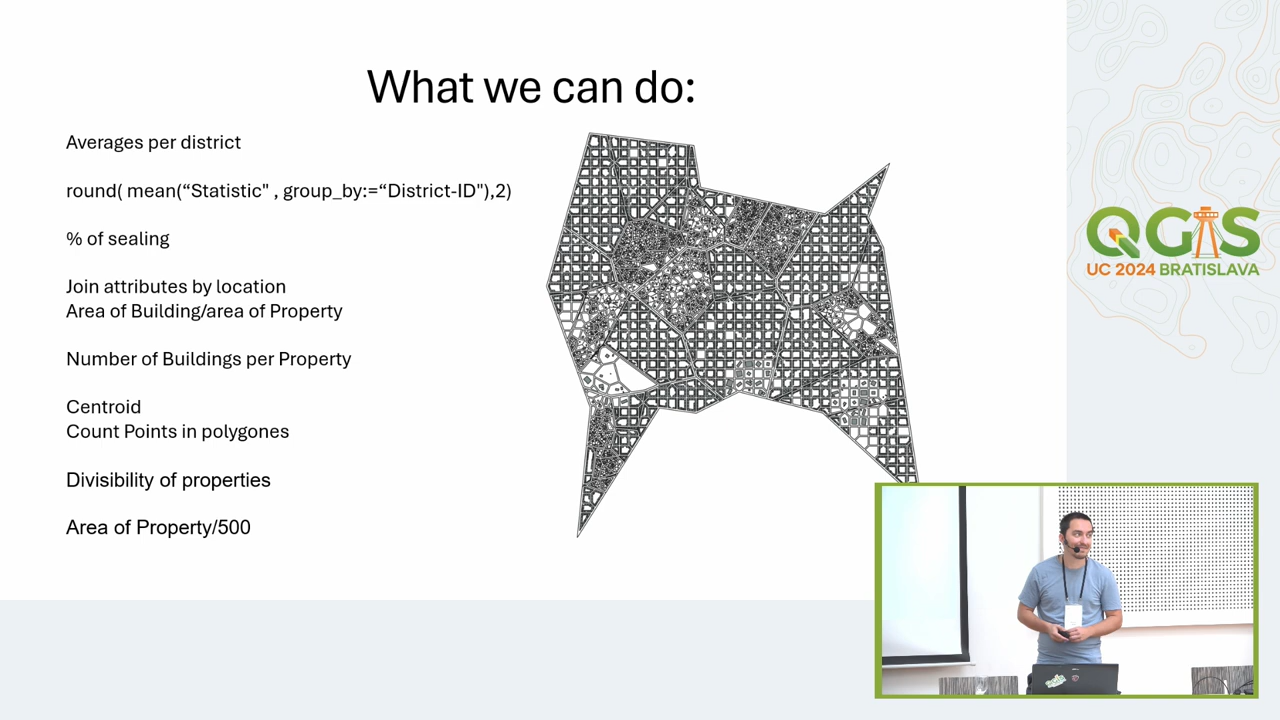 What we can do:
Averages per district
round( mean(“Statistic" , group_by:=“District-ID"),2)
% of sealing
Join attributes by location
Area of Building/area of Property
Number of Buildings per Property
Centroid
Count Points in polygones
Divisibility of properties
Area of Property/500
QGIS
UC 2024 BRATISLAVA